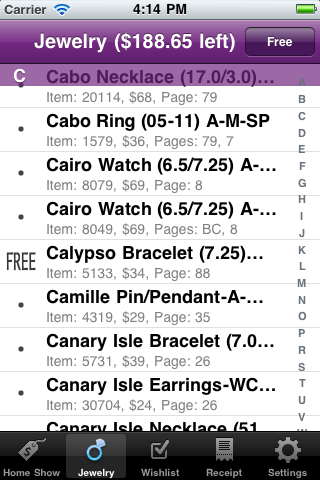 Carrier 4:14 PM
Jewelry ($188.65 left) Free
C
Cabo Necklace (17.0/3.0)...
Item: 20114, $68, Page: 79
Cabo Ring (05-11) A-M-SP
Item: 1579, $36, Pages: 79, 7
Cairo Watch (6.5/7.25) A-...
Item: 8079, $69, Page: 8
Cairo Watch (6.5/7.25) A-...
Item: 8049, $69, Pages: BC, 8
FREE
Calypso Bracelet (7.25)...
Item: 5133, $34, Page: 88
Camille Pin/Pendant-A-...
Item: 4319, $29, Page: 35
Canary Isle Bracelet (7.0...
Item: 5731, $39, Page: 26
Canary Isle Earrings-WC...
Item: 30704, $24, Page: 26
Canary Isle Necklace (51
A
B
C
D
E
F
G
H
I
J
K
L
M
N
O
P
R
S
T
U
V
Home Show Jewelry Wishlist Receipt Settings